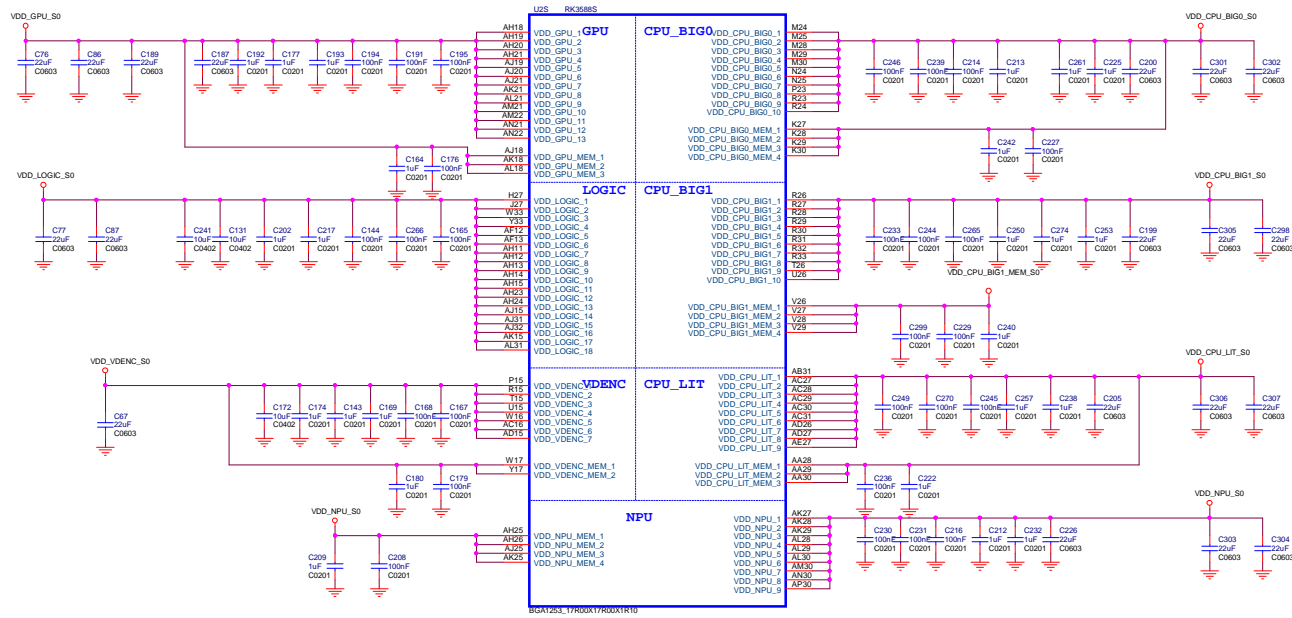 U2S RK3588S
VDD_GPU_S0
VDD_CPU_BIG0_S0
GPU
CPU_BIG0
AH18 VDD_GPU_1
AH19 VDD_GPU_2
AH20 VDD_GPU_3
AH21 VDD_GPU_4
AJ19 VDD_GPU_5
AJ20 VDD_GPU_6
AJ21 VDD_GPU_7
AK21 VDD_GPU_8
AL21 VDD_GPU_9
AM21 VDD_GPU_10
AM22 VDD_GPU_11
AN21 VDD_GPU_12
AN22 VDD_GPU_13
AJ18 VDD_GPU_MEM_1
AK18 VDD_GPU_MEM_2
AL18 VDD_GPU_MEM_3
C76 22uF C0603
C86 22uF C0603
C189 22uF C0603
C187 22uF C0603
C192 1uF C0201
C177 1uF C0201
C193 1uF C0201
C194 100nF C0201
C191 100nF C0201
C195 100nF C0201
C164 1uF C0201
C176 100nF C0201
VDD_CPU_BIG0_1 M24
VDD_CPU_BIG0_2 M25
VDD_CPU_BIG0_3 M28
VDD_CPU_BIG0_4 M29
VDD_CPU_BIG0_5 M30
VDD_CPU_BIG0_6 N24
VDD_CPU_BIG0_7 N25
VDD_CPU_BIG0_8 P23
VDD_CPU_BIG0_9 R23
VDD_CPU_BIG0_10 R24
VDD_CPU_BIG0_MEM_1 K27
VDD_CPU_BIG0_MEM_2 K28
VDD_CPU_BIG0_MEM_3 K29
VDD_CPU_BIG0_MEM_4 K30
C246 100nF C0201
C239 100nF C0201
C214 100nF C0201
C213 1uF C0201
C261 1uF C0201
C225 1uF C0201
C200 22uF C0603
C301 22uF C0603
C302 22uF C0603
C242 1uF C0201
C227 100nF C0201
VDD_LOGIC_S0
LOGIC
CPU_BIG1
VDD_CPU_BIG1_S0
H27 VDD_LOGIC_1
J27 VDD_LOGIC_2
W33 VDD_LOGIC_3
Y33 VDD_LOGIC_4
AF12 VDD_LOGIC_5
AF13 VDD_LOGIC_6
AH11 VDD_LOGIC_7
AH12 VDD_LOGIC_8
AH13 VDD_LOGIC_9
AH14 VDD_LOGIC_10
AH15 VDD_LOGIC_11
AH23 VDD_LOGIC_12
AH24 VDD_LOGIC_13
AJ15 VDD_LOGIC_14
AJ31 VDD_LOGIC_15
AJ32 VDD_LOGIC_16
AK15 VDD_LOGIC_17
AL31 VDD_LOGIC_18
C77 22uF C0603
C87 22uF C0603
C241 10uF C0402
C131 10uF C0402
C202 1uF C0201
C217 1uF C0201
C144 100nF C0201
C266 100nF C0201
C165 100nF C0201
VDD_CPU_BIG1_1 R26
VDD_CPU_BIG1_2 R27
VDD_CPU_BIG1_3 R28
VDD_CPU_BIG1_4 R29
VDD_CPU_BIG1_5 R30
VDD_CPU_BIG1_6 R31
VDD_CPU_BIG1_7 R32
VDD_CPU_BIG1_8 R33
VDD_CPU_BIG1_9 T26
VDD_CPU_BIG1_10 U26
C233 100nF C0201
C244 100nF C0201
C265 100nF C0201
C250 1uF C0201
C274 1uF C0201
C253 1uF C0201
C199 22uF C0603
C305 22uF C0603
C298 22uF C0603
VDD_CPU_BIG1_MEM_S0
VDD_CPU_BIG1_MEM_1 V26
VDD_CPU_BIG1_MEM_2 V27
VDD_CPU_BIG1_MEM_3 V28
VDD_CPU_BIG1_MEM_4 V29
C299 100nF C0201
C229 100nF C0201
C240 1uF C0201
VDD_VDENC_S0
VDENC
CPU_LIT
VDD_CPU_LIT_S0
P15 VDD_VDENC_1
R15 VDD_VDENC_2
T15 VDD_VDENC_3
U15 VDD_VDENC_4
W16 VDD_VDENC_5
AC16 VDD_VDENC_6
AD15 VDD_VDENC_7
W17 VDD_VDENC_MEM_1
Y17 VDD_VDENC_MEM_2
C67 22uF C0603
C172 10uF C0402
C174 1uF C0201
C143 1uF C0201
C169 1uF C0201
C168 100nF C0201
C167 100nF C0201
C180 1uF C0201
C179 100nF C0201
VDD_CPU_LIT_1 AB31
VDD_CPU_LIT_2 AC27
VDD_CPU_LIT_3 AC28
VDD_CPU_LIT_4 AC29
VDD_CPU_LIT_5 AC30
VDD_CPU_LIT_6 AC31
VDD_CPU_LIT_7 AD26
VDD_CPU_LIT_8 AD27
VDD_CPU_LIT_9 AE27
VDD_CPU_LIT_MEM_1 AA28
VDD_CPU_LIT_MEM_2 AA29
VDD_CPU_LIT_MEM_3 AA30
C249 100nF C0201
C270 100nF C0201
C245 100nF C0201
C257 1uF C0201
C238 1uF C0201
C205 22uF C0603
C306 22uF C0603
C307 22uF C0603
C236 100nF C0201
C222 1uF C0201
VDD_NPU_S0
NPU
VDD_NPU_S0
AH25 VDD_NPU_MEM_1
AH26 VDD_NPU_MEM_2
AJ25 VDD_NPU_MEM_3
AK25 VDD_NPU_MEM_4
C209 1uF C0201
C208 100nF C0201
VDD_NPU_1 AK27
VDD_NPU_2 AK28
VDD_NPU_3 AK29
VDD_NPU_4 AL28
VDD_NPU_5 AL29
VDD_NPU_6 AL30
VDD_NPU_7 AM30
VDD_NPU_8 AN30
VDD_NPU_9 AP30
C230 100nF C0201
C231 100nF C0201
C216 100nF C0201
C212 1uF C0201
C232 1uF C0201
C226 22uF C0603
C303 22uF C0603
C304 22uF C0603
BGA1253_17R00X17R00X1R10